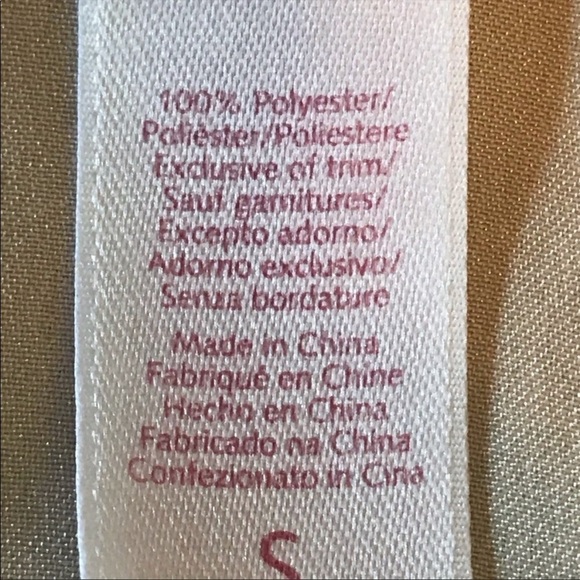 100% Polyester/
Poliéster/Poliestere
Exclusive of trim/
Sauf garnitures/
Excepto adorno/
Adorno exclusivo/
Senza bordature
Made in China
Fabriqué en Chine
Hecho en China
Fabricado na China
Confezionato in Cina
S